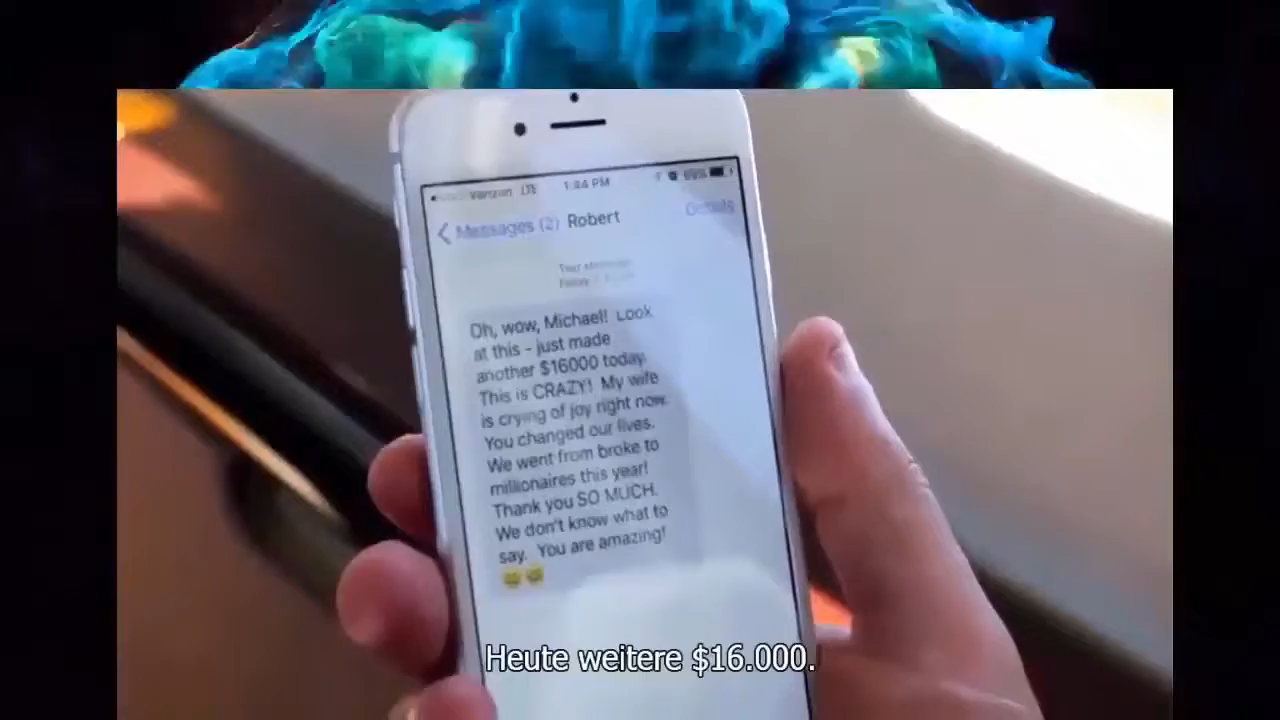 Verizon LTE 1:44 PM 69%
Messages (2) Robert Details
Oh, wow, Michael! Look
at this - just made
another $16000 today.
This is CRAZY! My wife
is crying of joy right now.
You changed our lives.
We went from broke to
millionaires this year!
Thank you SO MUCH.
We don't know what to
say. You are amazing!
😄😄
Heute weitere $16.000.